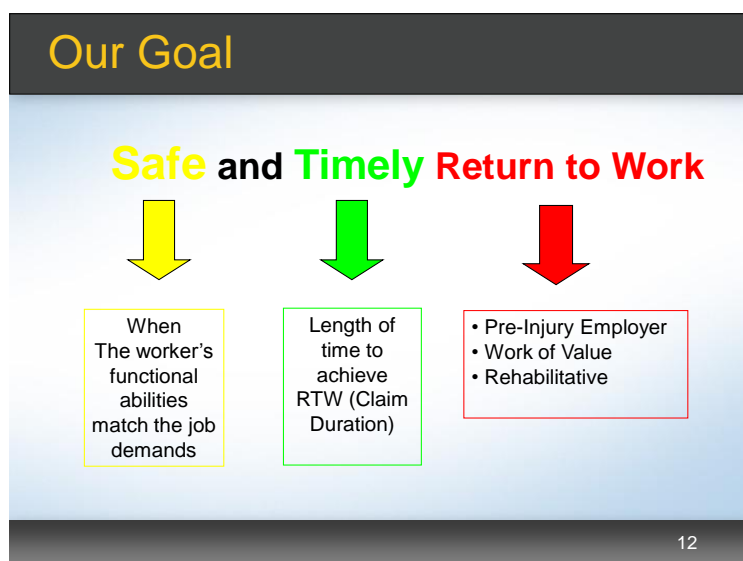 Our Goal
Safe and Timely Return to Work
When
The worker's
functional
abilities
match the job
demands
Length of
time to
achieve
RTW (Claim
Duration)
• Pre-Injury Employer
• Work of Value
• Rehabilitative
12